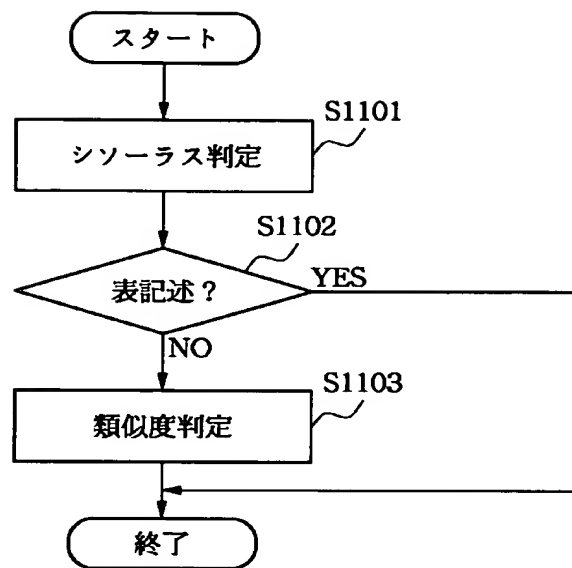 スタート
S1101
シソーラス判定
S1102
表記述？
YES
NO
S1103
類似度判定
終了